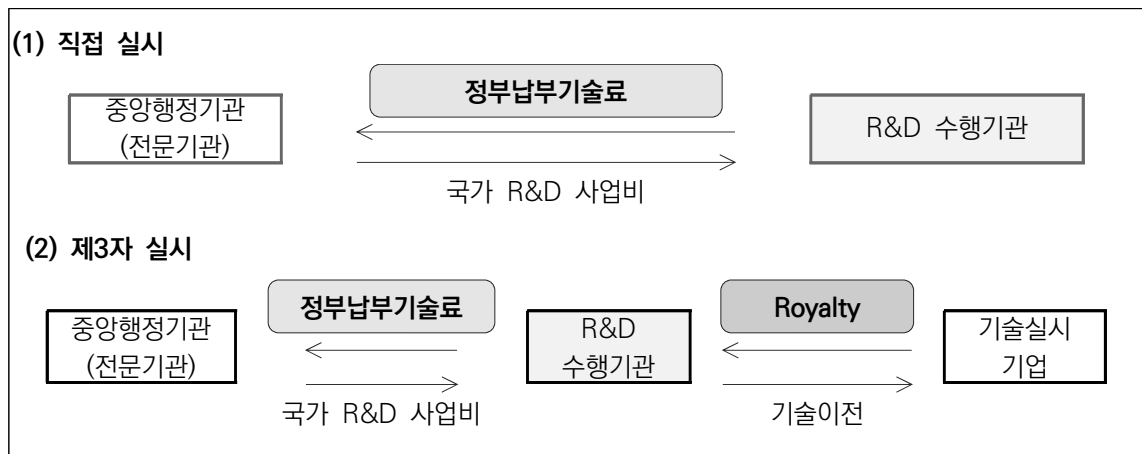 (1) 직접 실시
정부납부기술료
중앙행정기관
(전문기관)
R&D 수행기관
국가 R&D 사업비
(2) 제3자 실시
정부납부기술료
Royalty
중앙행정기관
(전문기관)
R&D
수행기관
기술실시
기업
국가 R&D 사업비
기술이전